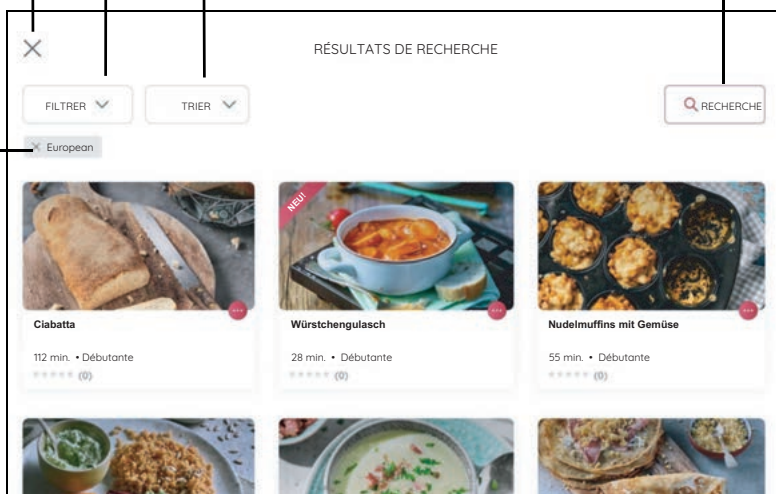 RÉSULTATS DE RECHERCHE
FILTRER
TRIER
RECHERCHE
European
NEU!
Ciabatta
112 min. • Débutante
(0)
Würstchengulasch
28 min. • Débutante
(0)
Nudelmuffins mit Gemüse
55 min. • Débutante
(0)